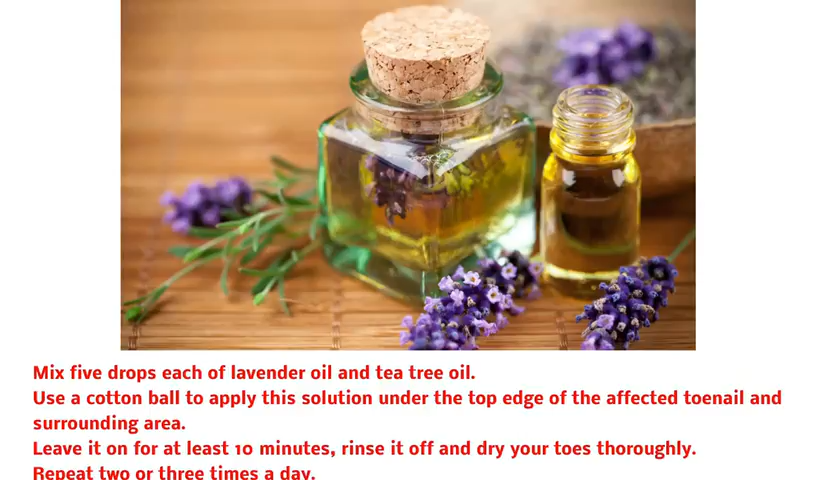 Mix five drops each of lavender oil and tea tree oil.
Use a cotton ball to apply this solution under the top edge of the affected toenail and
surrounding area.
Leave it on for at least 10 minutes, rinse it off and dry your toes thoroughly.
Repeat two or three times a day.